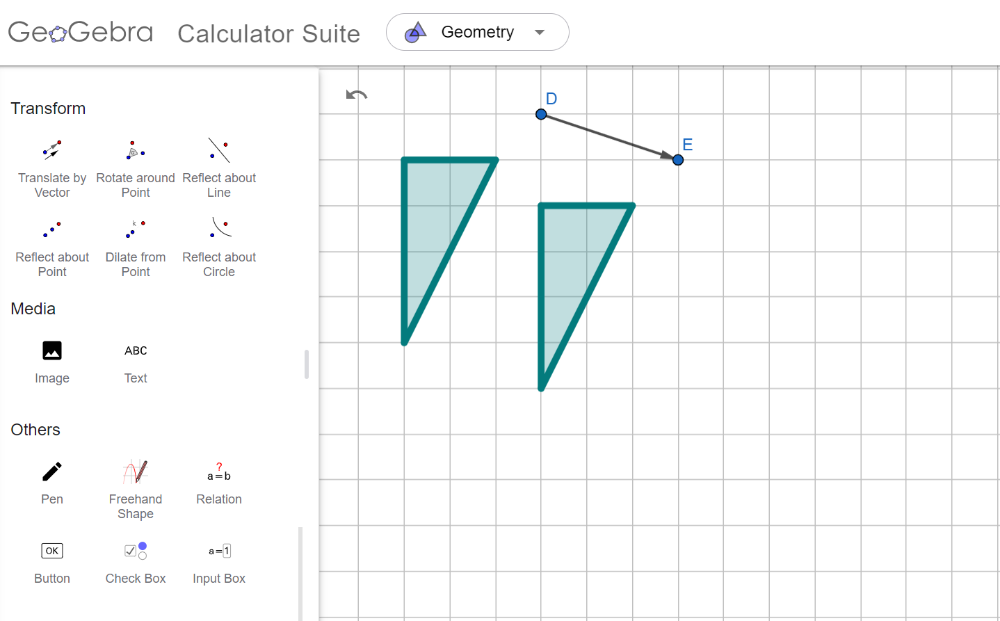 GeoGebra Calculator Suite Geometry
Transform
Translate by Vector
Rotate around Point
Reflect about Line
Reflect about Point
k
Dilate from Point
Reflect about Circle
Media
Image
ABC
Text
Others
Pen
Freehand Shape
?
a=b
Relation
OK
Button
Check Box
a=1
Input Box
D
E